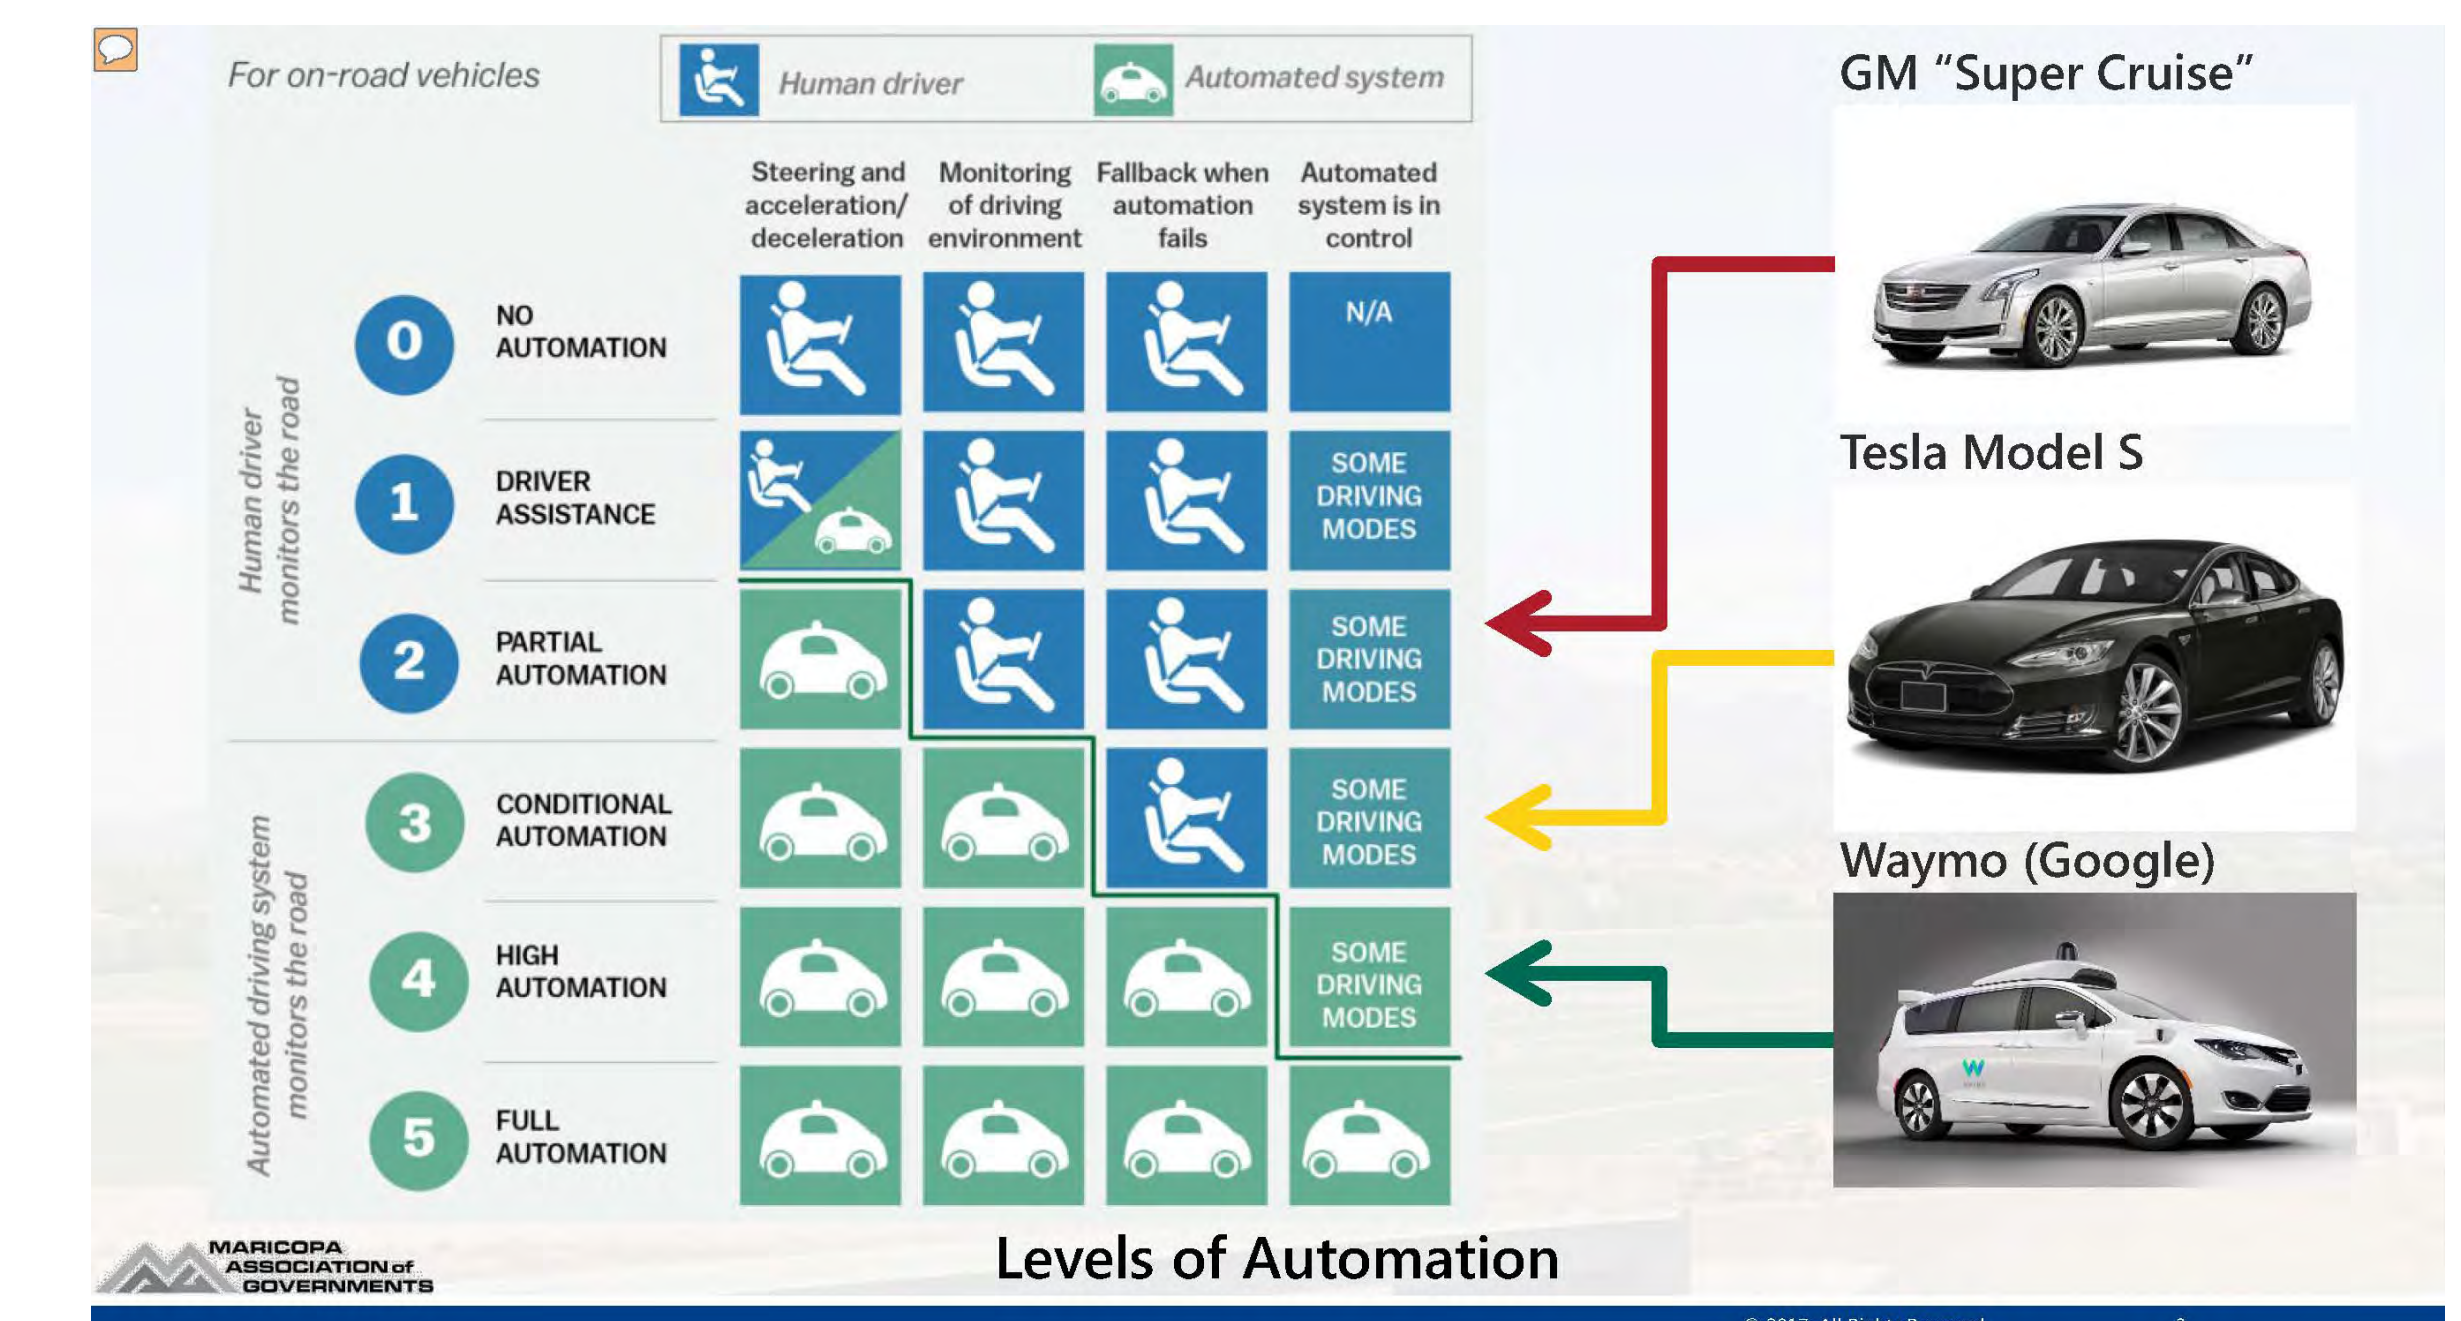 For on-road vehicles
Human driver
Automated system
Steering and
acceleration/
deceleration
Monitoring
of driving
environment
Fallback when
automation
fails
Automated
system is in
control
Human driver
monitors the road
0
NO
AUTOMATION
N/A
1
DRIVER
ASSISTANCE
SOME
DRIVING
MODES
2
PARTIAL
AUTOMATION
SOME
DRIVING
MODES
Automated driving system
monitors the road
3
CONDITIONAL
AUTOMATION
SOME
DRIVING
MODES
4
HIGH
AUTOMATION
SOME
DRIVING
MODES
5
FULL
AUTOMATION
GM “Super Cruise”
Tesla Model S
Waymo (Google)
W
MARICOPA
ASSOCIATION of
GOVERNMENTS
Levels of Automation